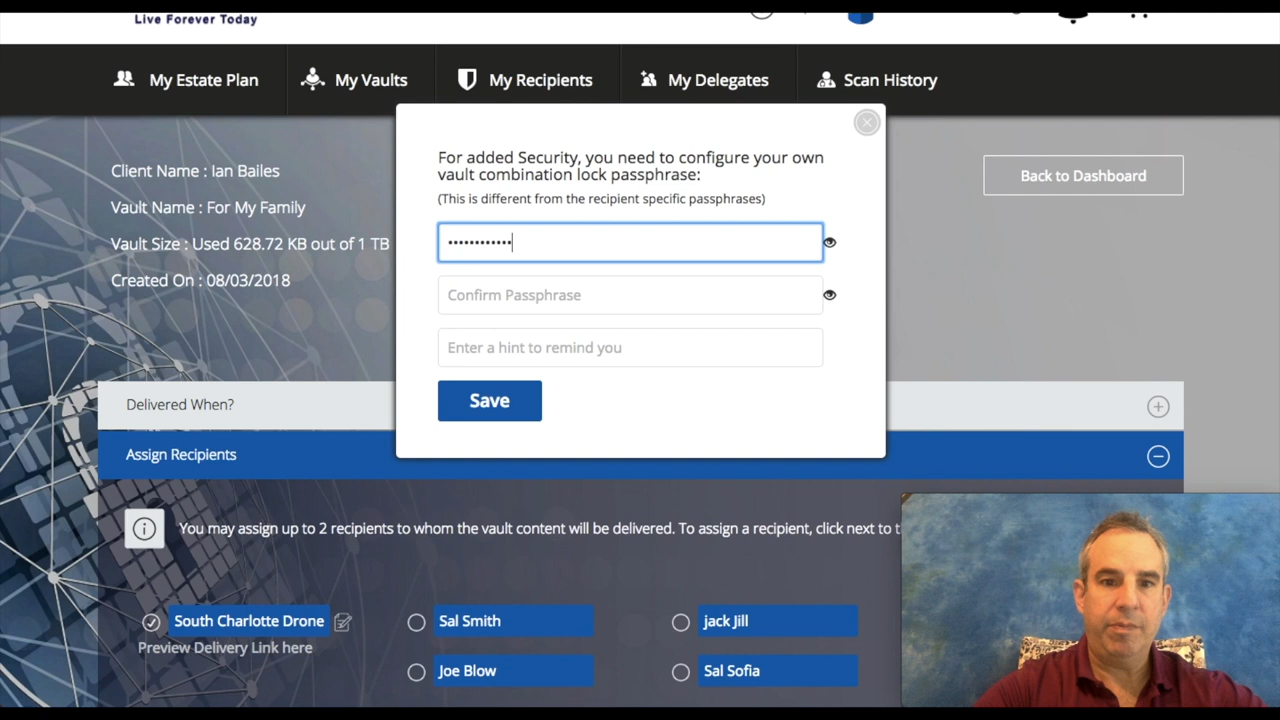 Live Forever Today
My Estate Plan
My Vaults
My Recipients
My Delegates
Scan History
For added Security, you need to configure your own
vault combination lock passphrase:
(This is different from the recipient specific passphrases)
••••••••••••
Confirm Passphrase
Enter a hint to remind you
Save
Client Name : Ian Bailes
Vault Name : For My Family
Vault Size : Used 628.72 KB out of 1 TB
Created On : 08/03/2018
Back to Dashboard
Delivered When?
Assign Recipients
You may assign up to 2 recipients to whom the vault content will be delivered. To assign a recipient, click next to t
South Charlotte Drone
Sal Smith
jack Jill
Preview Delivery Link here
Joe Blow
Sal Sofia